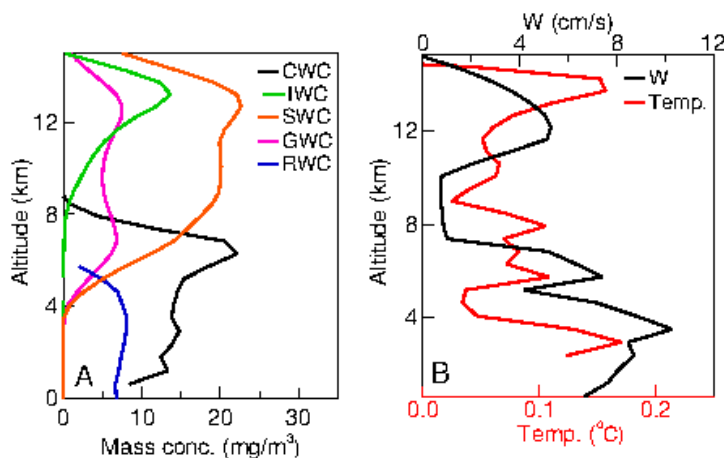 W (cm/s)
0 4 8 12
CWC
IWC
SWC
GWC
RWC
W
Temp.
12
8
4
0
Altitude (km)
A
0 10 20 30
Mass conc. (mg/m³)
12
8
4
Altitude (km)
B
0.0 0.1 0.2
Temp. (°C)